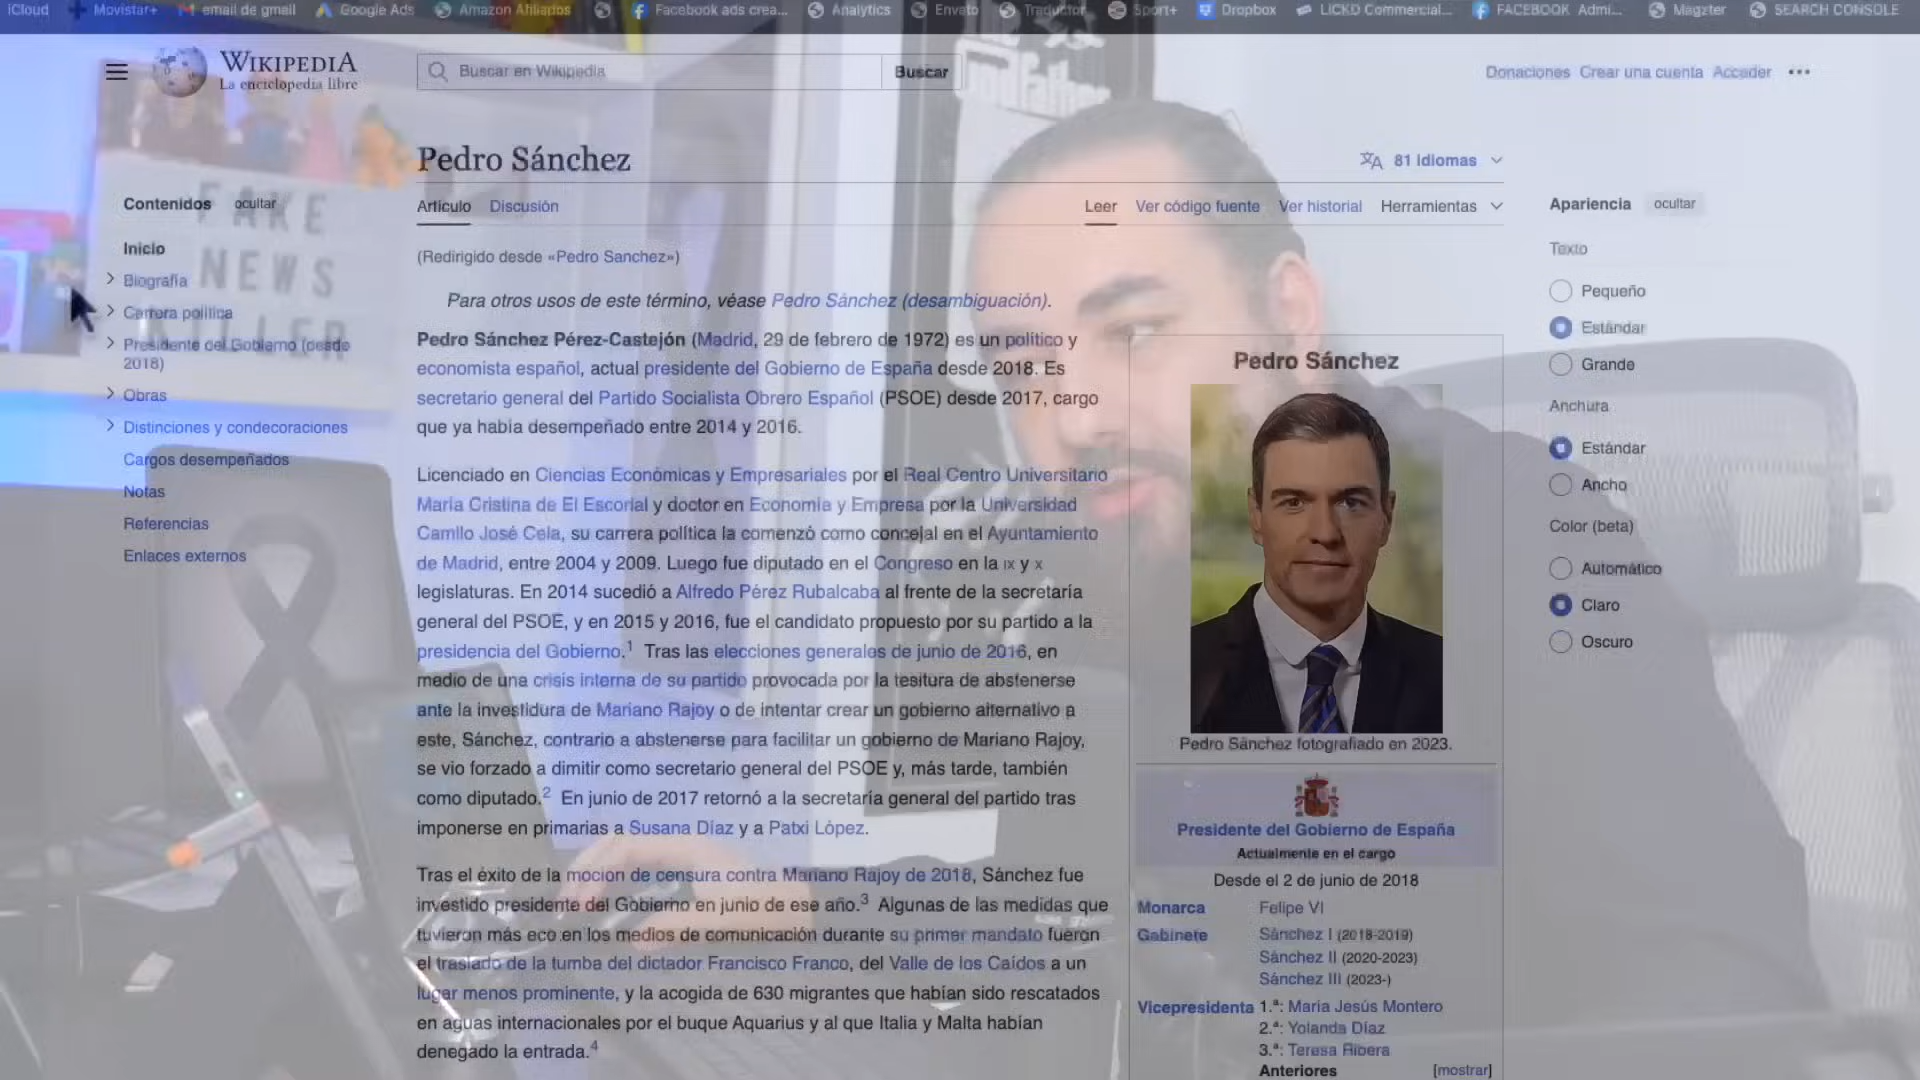 iCloud
Movistar+
email de gmail
Google Ads
Amazon Afiliados
Facebook ads crea...
Analytics
Envato
Traductor
Sport+
Dropbox
LICKD Commercial...
FACEBOOK Admi...
Magzter
SEARCH CONSOLE
WIKIPEDIA
La enciclopedia libre
Buscar en Wikipedia
Buscar
Donaciones Crear una cuenta Acceder
Pedro Sánchez
81 idiomas
Artículo Discusión
Leer Ver código fuente Ver historial Herramientas
Contenidos ocultar
Inicio
Biografía
Carrera política
Presidente del Gobierno (desde
2018)
Obras
Distinciones y condecoraciones
Cargos desempeñados
Notas
Referencias
Enlaces externos
FAKE
NEWS
KILLER
(Redirigido desde «Pedro Sanchez»)
Para otros usos de este término, véase Pedro Sánchez (desambiguación).
Pedro Sánchez Pérez-Castejón (Madrid, 29 de febrero de 1972) es un político y
economista español, actual presidente del Gobierno de España desde 2018. Es
secretario general del Partido Socialista Obrero Español (PSOE) desde 2017, cargo
que ya había desempeñado entre 2014 y 2016.
Licenciado en Ciencias Económicas y Empresariales por el Real Centro Universitario
María Cristina de El Escorial y doctor en Economía y Empresa por la Universidad
Camilo José Cela, su carrera política la comenzó como concejal en el Ayuntamiento
de Madrid, entre 2004 y 2009. Luego fue diputado en el Congreso en la IX y X
legislaturas. En 2014 sucedió a Alfredo Pérez Rubalcaba al frente de la secretaría
general del PSOE, y en 2015 y 2016, fue el candidato propuesto por su partido a la
presidencia del Gobierno.1 Tras las elecciones generales de junio de 2016, en
medio de una crisis interna de su partido provocada por la tesitura de abstenerse
ante la investidura de Mariano Rajoy o de intentar crear un gobierno alternativo a
este, Sánchez, contrario a abstenerse para facilitar un gobierno de Mariano Rajoy,
se vio forzado a dimitir como secretario general del PSOE y, más tarde, también
como diputado.2 En junio de 2017 retornó a la secretaría general del partido tras
imponerse en primarias a Susana Díaz y a Patxi López.
Tras el éxito de la moción de censura contra Mariano Rajoy de 2018, Sánchez fue
investido presidente del Gobierno en junio de ese año.3 Algunas de las medidas que
tuvieron más eco en los medios de comunicación durante su primer mandato fueron
el traslado de la tumba del dictador Francisco Franco, del Valle de los Caídos a un
lugar menos prominente, y la acogida de 630 migrantes que habían sido rescatados
en aguas internacionales por el buque Aquarius y al que Italia y Malta habían
denegado la entrada.4
Pedro Sánchez
Pedro Sánchez fotografiado en 2023.
Presidente del Gobierno de España
Actualmente en el cargo
Desde el 2 de junio de 2018
Monarca Felipe VI
Gabinete Sánchez I (2018-2019)
Sánchez II (2020-2023)
Sánchez III (2023-)
Vicepresidenta 1.ª: María Jesús Montero
2.ª: Yolanda Díaz
3.ª: Teresa Ribera
Anteriores [mostrar]
Apariencia ocultar
Texto
Pequeño
Estándar
Grande
Anchura
Estándar
Ancho
Color (beta)
Automático
Claro
Oscuro